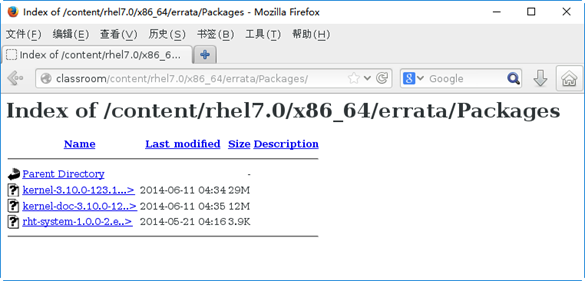 Index of /content/rhel7.0/x86_64/errata/Packages - Mozilla Firefox
文件(F) 编辑(E) 查看(V) 历史(S) 书签(B) 工具(T) 帮助(H)
Index of /content/rhel7.0/x86_6...
classroom/content/rhel7.0/x86_64/errata/Packages/ Google
Index of /content/rhel7.0/x86_64/errata/Packages
Name Last modified Size Description
Parent Directory -
kernel-3.10.0-123.1...> 2014-06-11 04:34 29M
kernel-doc-3.10.0-12..> 2014-06-11 04:35 12M
rht-system-1.0.0-2.e..> 2014-05-21 04:16 3.9K